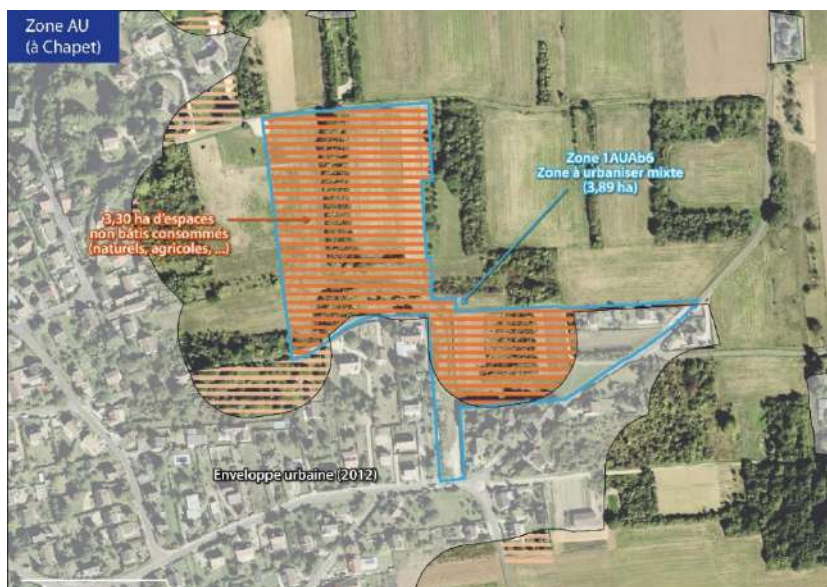 Zone AU
(à Chapet)
Zone 1AUAb6
Zone à urbaniser mixte
(3,89 ha)
3,30 ha d'espaces
non bâtis consommés
(naturels, agricoles, ...)
Enveloppe urbaine (2012)